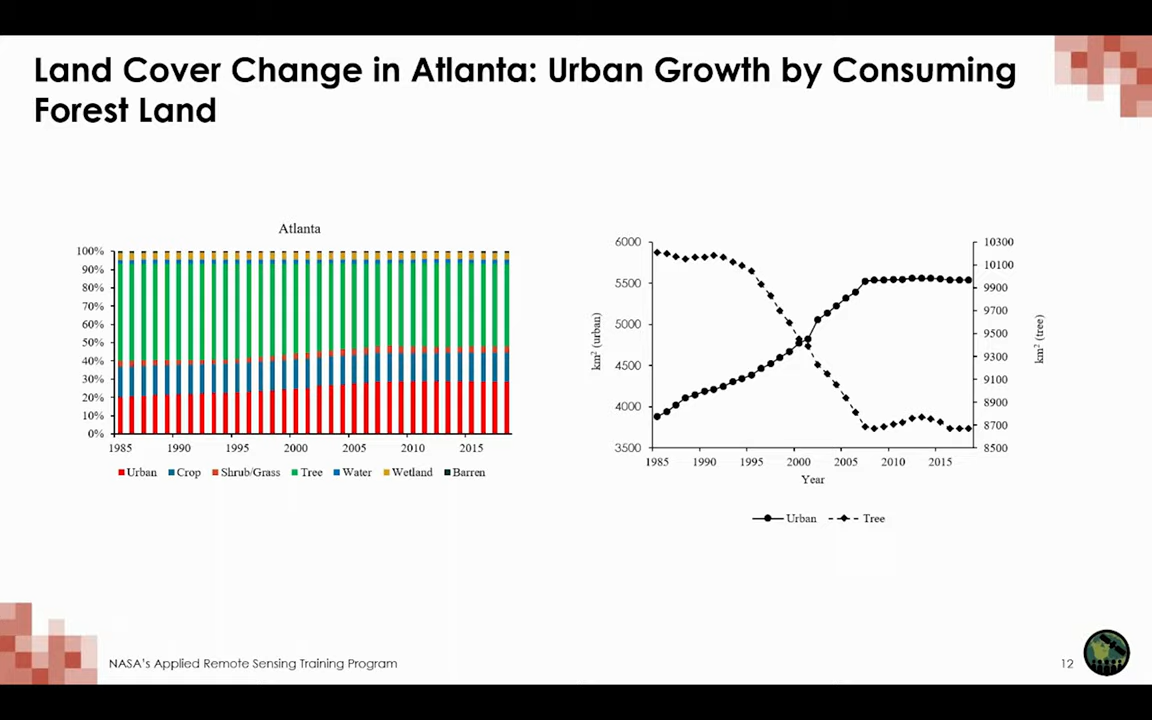 Land Cover Change in Atlanta: Urban Growth by Consuming
Forest Land
Atlanta
100%
90%
80%
70%
60%
50%
40%
30%
20%
10%
0%
1985 1990 1995 2000 2005 2010 2015
Urban Crop Shrub/Grass Tree Water Wetland Barren
6000
5500
5000
4500
4000
3500
km² (urban)
10300
10100
9900
9700
9500
9300
9100
8900
8700
8500
km² (tree)
1985 1990 1995 2000 2005 2010 2015
Year
Urban Tree
NASA's Applied Remote Sensing Training Program
12